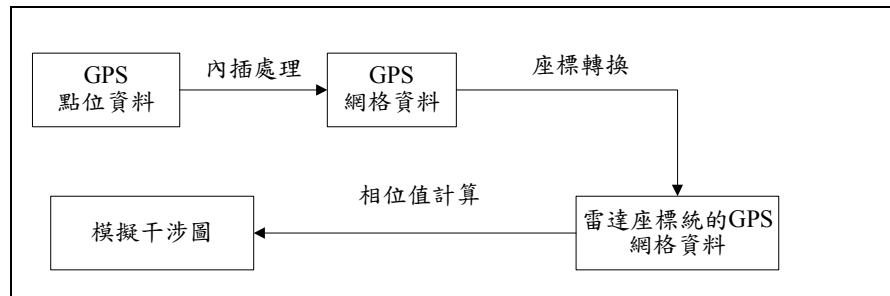 GPS
點位資料
內插處理
GPS
網格資料
座標轉換
相位值計算
模擬干涉圖
雷達座標統的GPS
網格資料